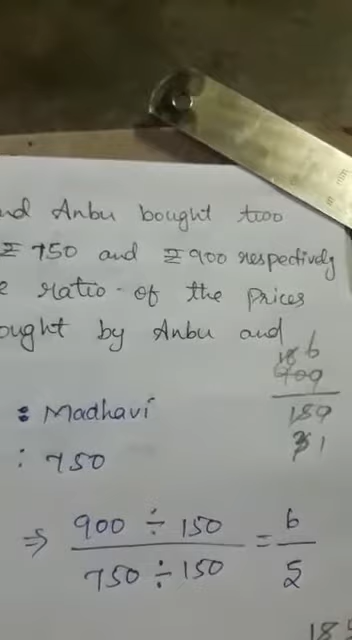 nd Anbu bought two
₹ 750 and ₹ 900 respectively
ratio of the prices
ought by Anbu and
: Madhavi
: 750
⇒ 900 ÷ 150 / 750 ÷ 150 = 6/5